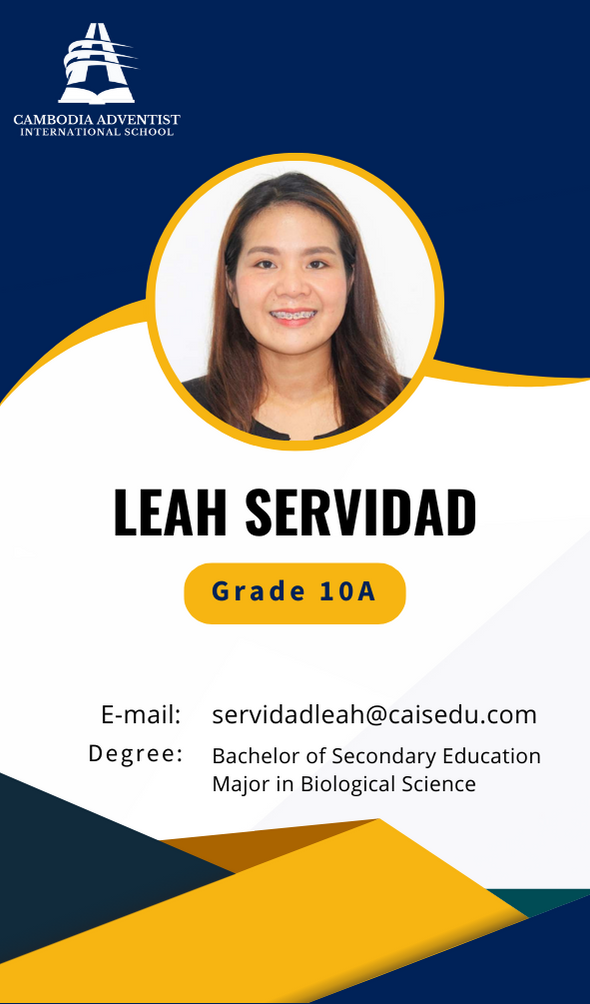 CAMBODIA ADVENTIST
INTERNATIONAL SCHOOL
LEAH SERVIDAD
Grade 10A
E-mail: servidadleah@caisedu.com
Degree: Bachelor of Secondary Education
Major in Biological Science